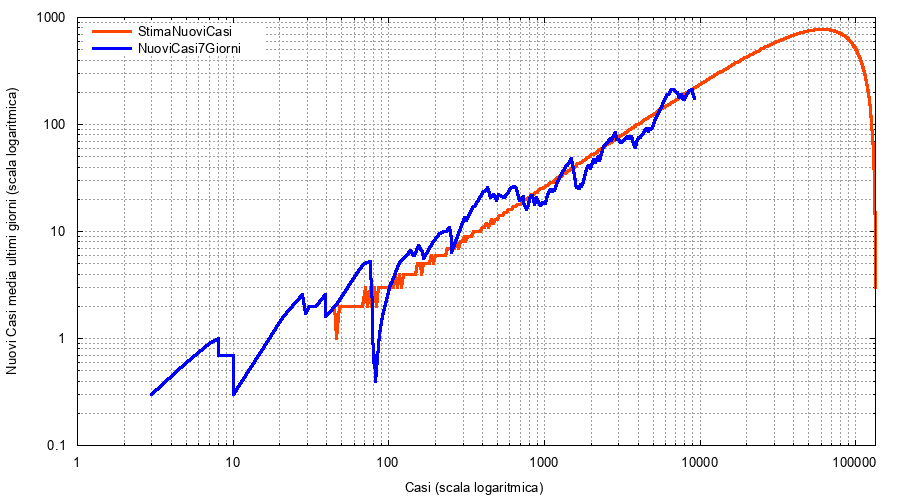 StimaNuoviCasi
NuoviCasi7Giorni
1000
100
10
1
0.1
Nuovi Casi media ultimi giorni (scala logaritmica)
1
10
100
1000
10000
100000
Casi (scala logaritmica)